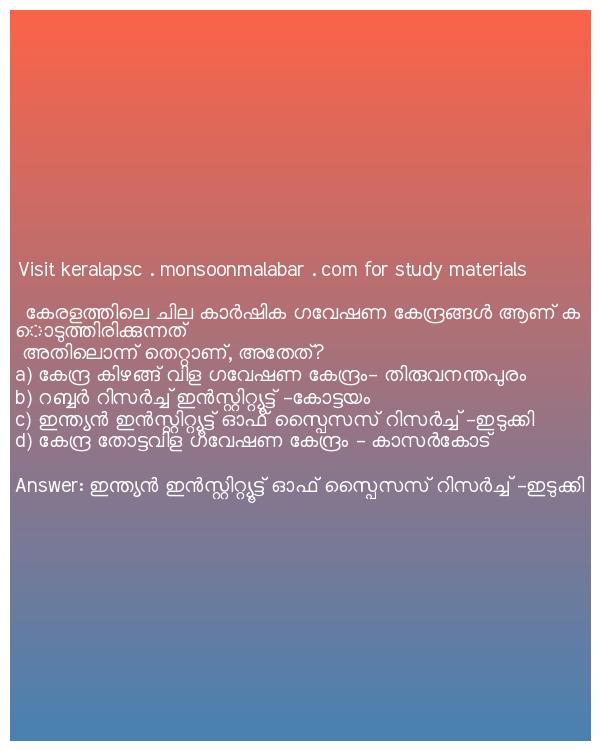 Visit keralapsc . monsoonmalabar . com for study materials
കേരളത്തിലെ ചില കാർഷിക ഗവേഷണ കേന്ദ്രങ്ങൾ ആണ് ക
ൊടുത്തിരിക്കുന്നത്
അതിലൊന്ന് തെറ്റാണ്, അതേത്?
a) കേന്ദ്ര കിഴങ്ങ് വിള ഗവേഷണ കേന്ദ്രം- തിരുവനന്തപുരം
b) റബ്ബർ റിസർച്ച് ഇൻസ്റ്റിറ്റ്യൂട്ട് -കോട്ടയം
c) ഇന്ത്യൻ ഇൻസ്റ്റിറ്റ്യൂട്ട് ഓഫ് സ്പൈസസ് റിസർച്ച് -ഇടുക്കി
d) കേന്ദ്ര തോട്ടവിള ഗവേഷണ കേന്ദ്രം - കാസർകോട്
Answer: ഇന്ത്യൻ ഇൻസ്റ്റിറ്റ്യൂട്ട് ഓഫ് സ്പൈസസ് റിസർച്ച് -ഇടുക്കി